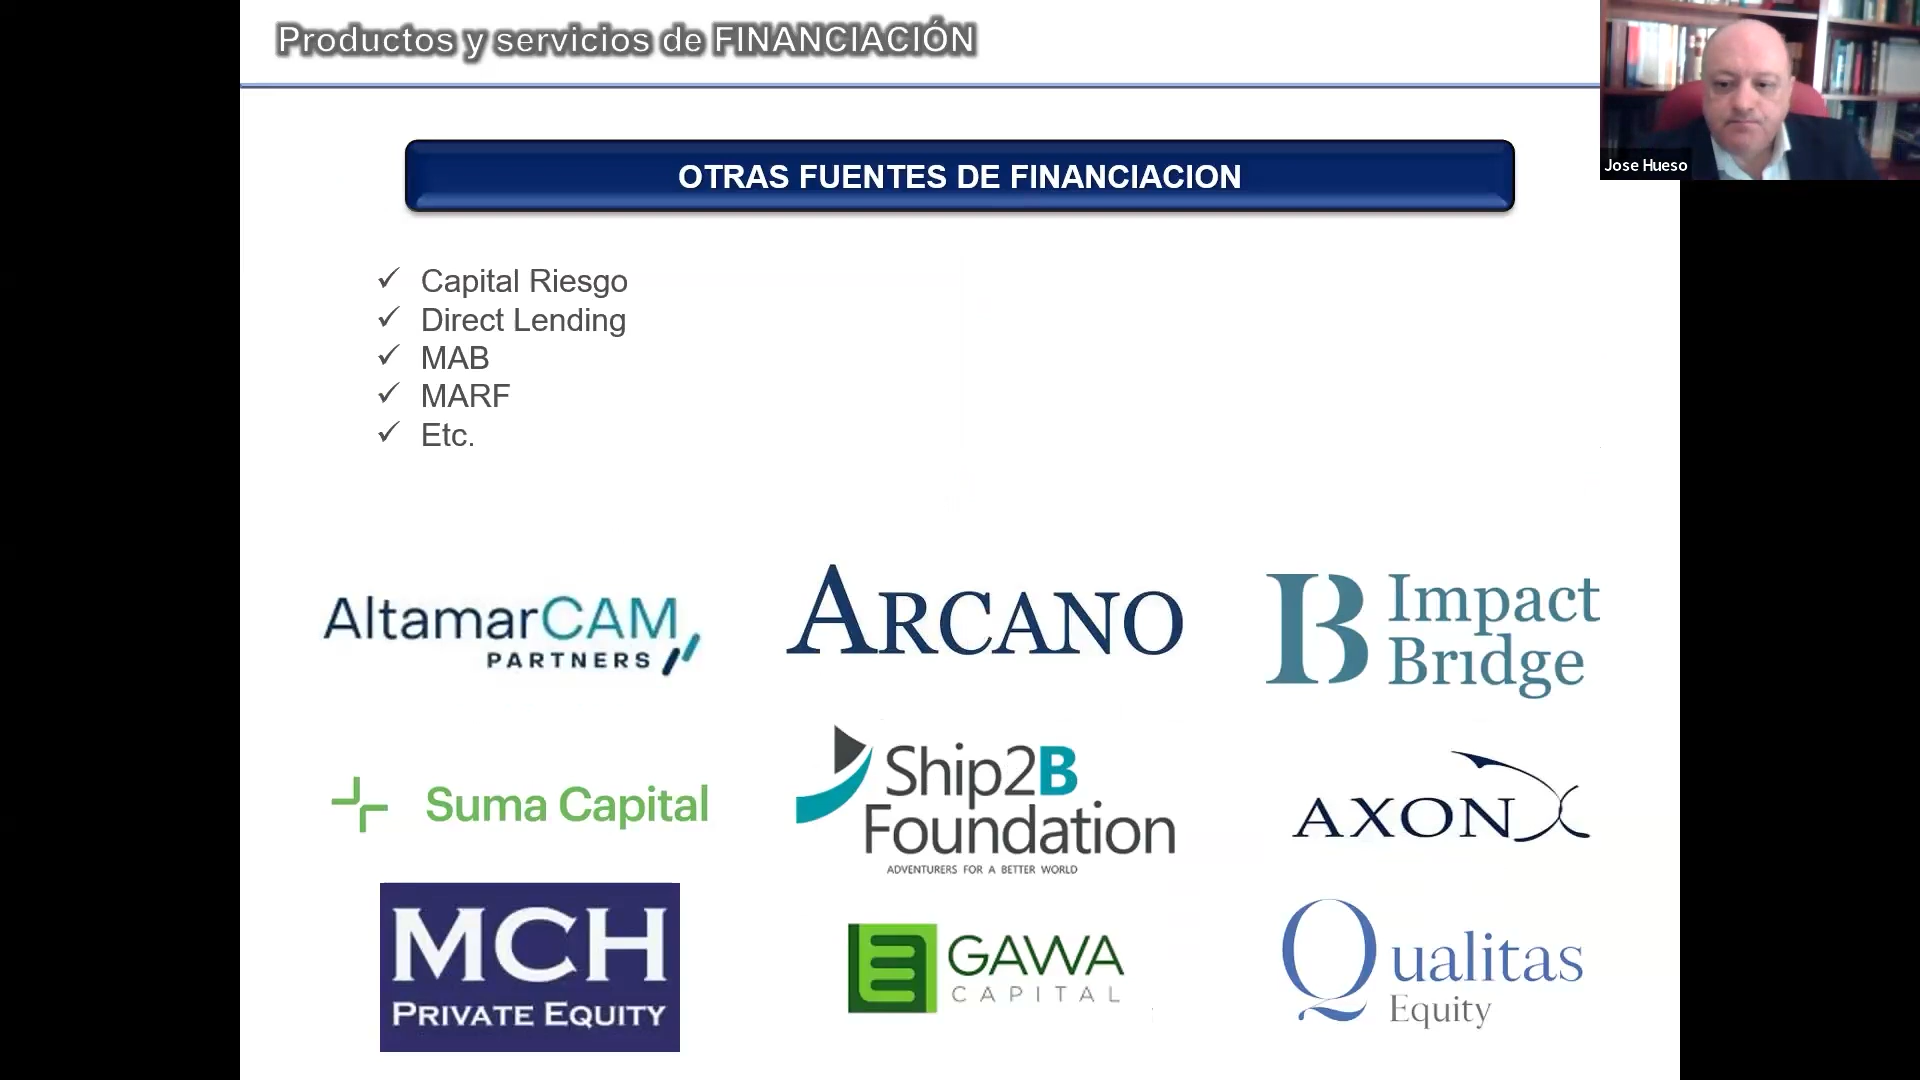 Productos y servicios de FINANCIACIÓN
Jose Hueso
OTRAS FUENTES DE FINANCIACION
✓ Capital Riesgo
✓ Direct Lending
✓ MAB
✓ MARF
✓ Etc.
AltamarCAM
PARTNERS
ARCANO
Impact
Bridge
Suma Capital
Ship2B
Foundation
ADVENTURERS FOR A BETTER WORLD
AXON
MCH
PRIVATE EQUITY
GAWA
CAPITAL
Qualitas
Equity